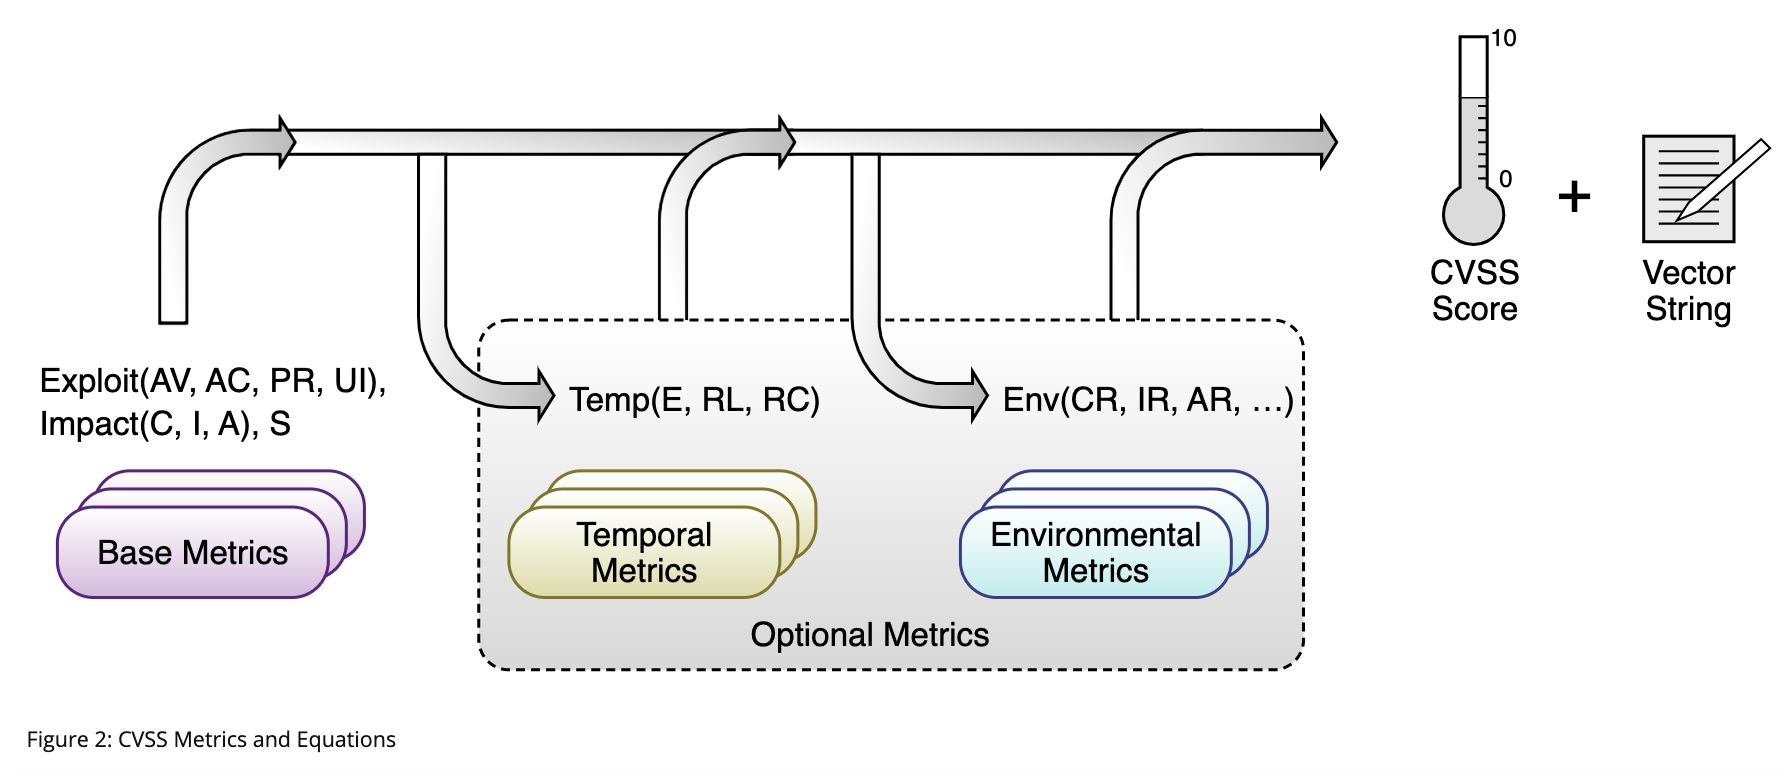 10
0
CVSS
Score
+
Vector
String
Exploit(AV, AC, PR, UI),
Impact(C, I, A), S
Temp(E, RL, RC)
Env(CR, IR, AR, ...)
Base Metrics
Temporal
Metrics
Environmental
Metrics
Optional Metrics
Figure 2: CVSS Metrics and Equations